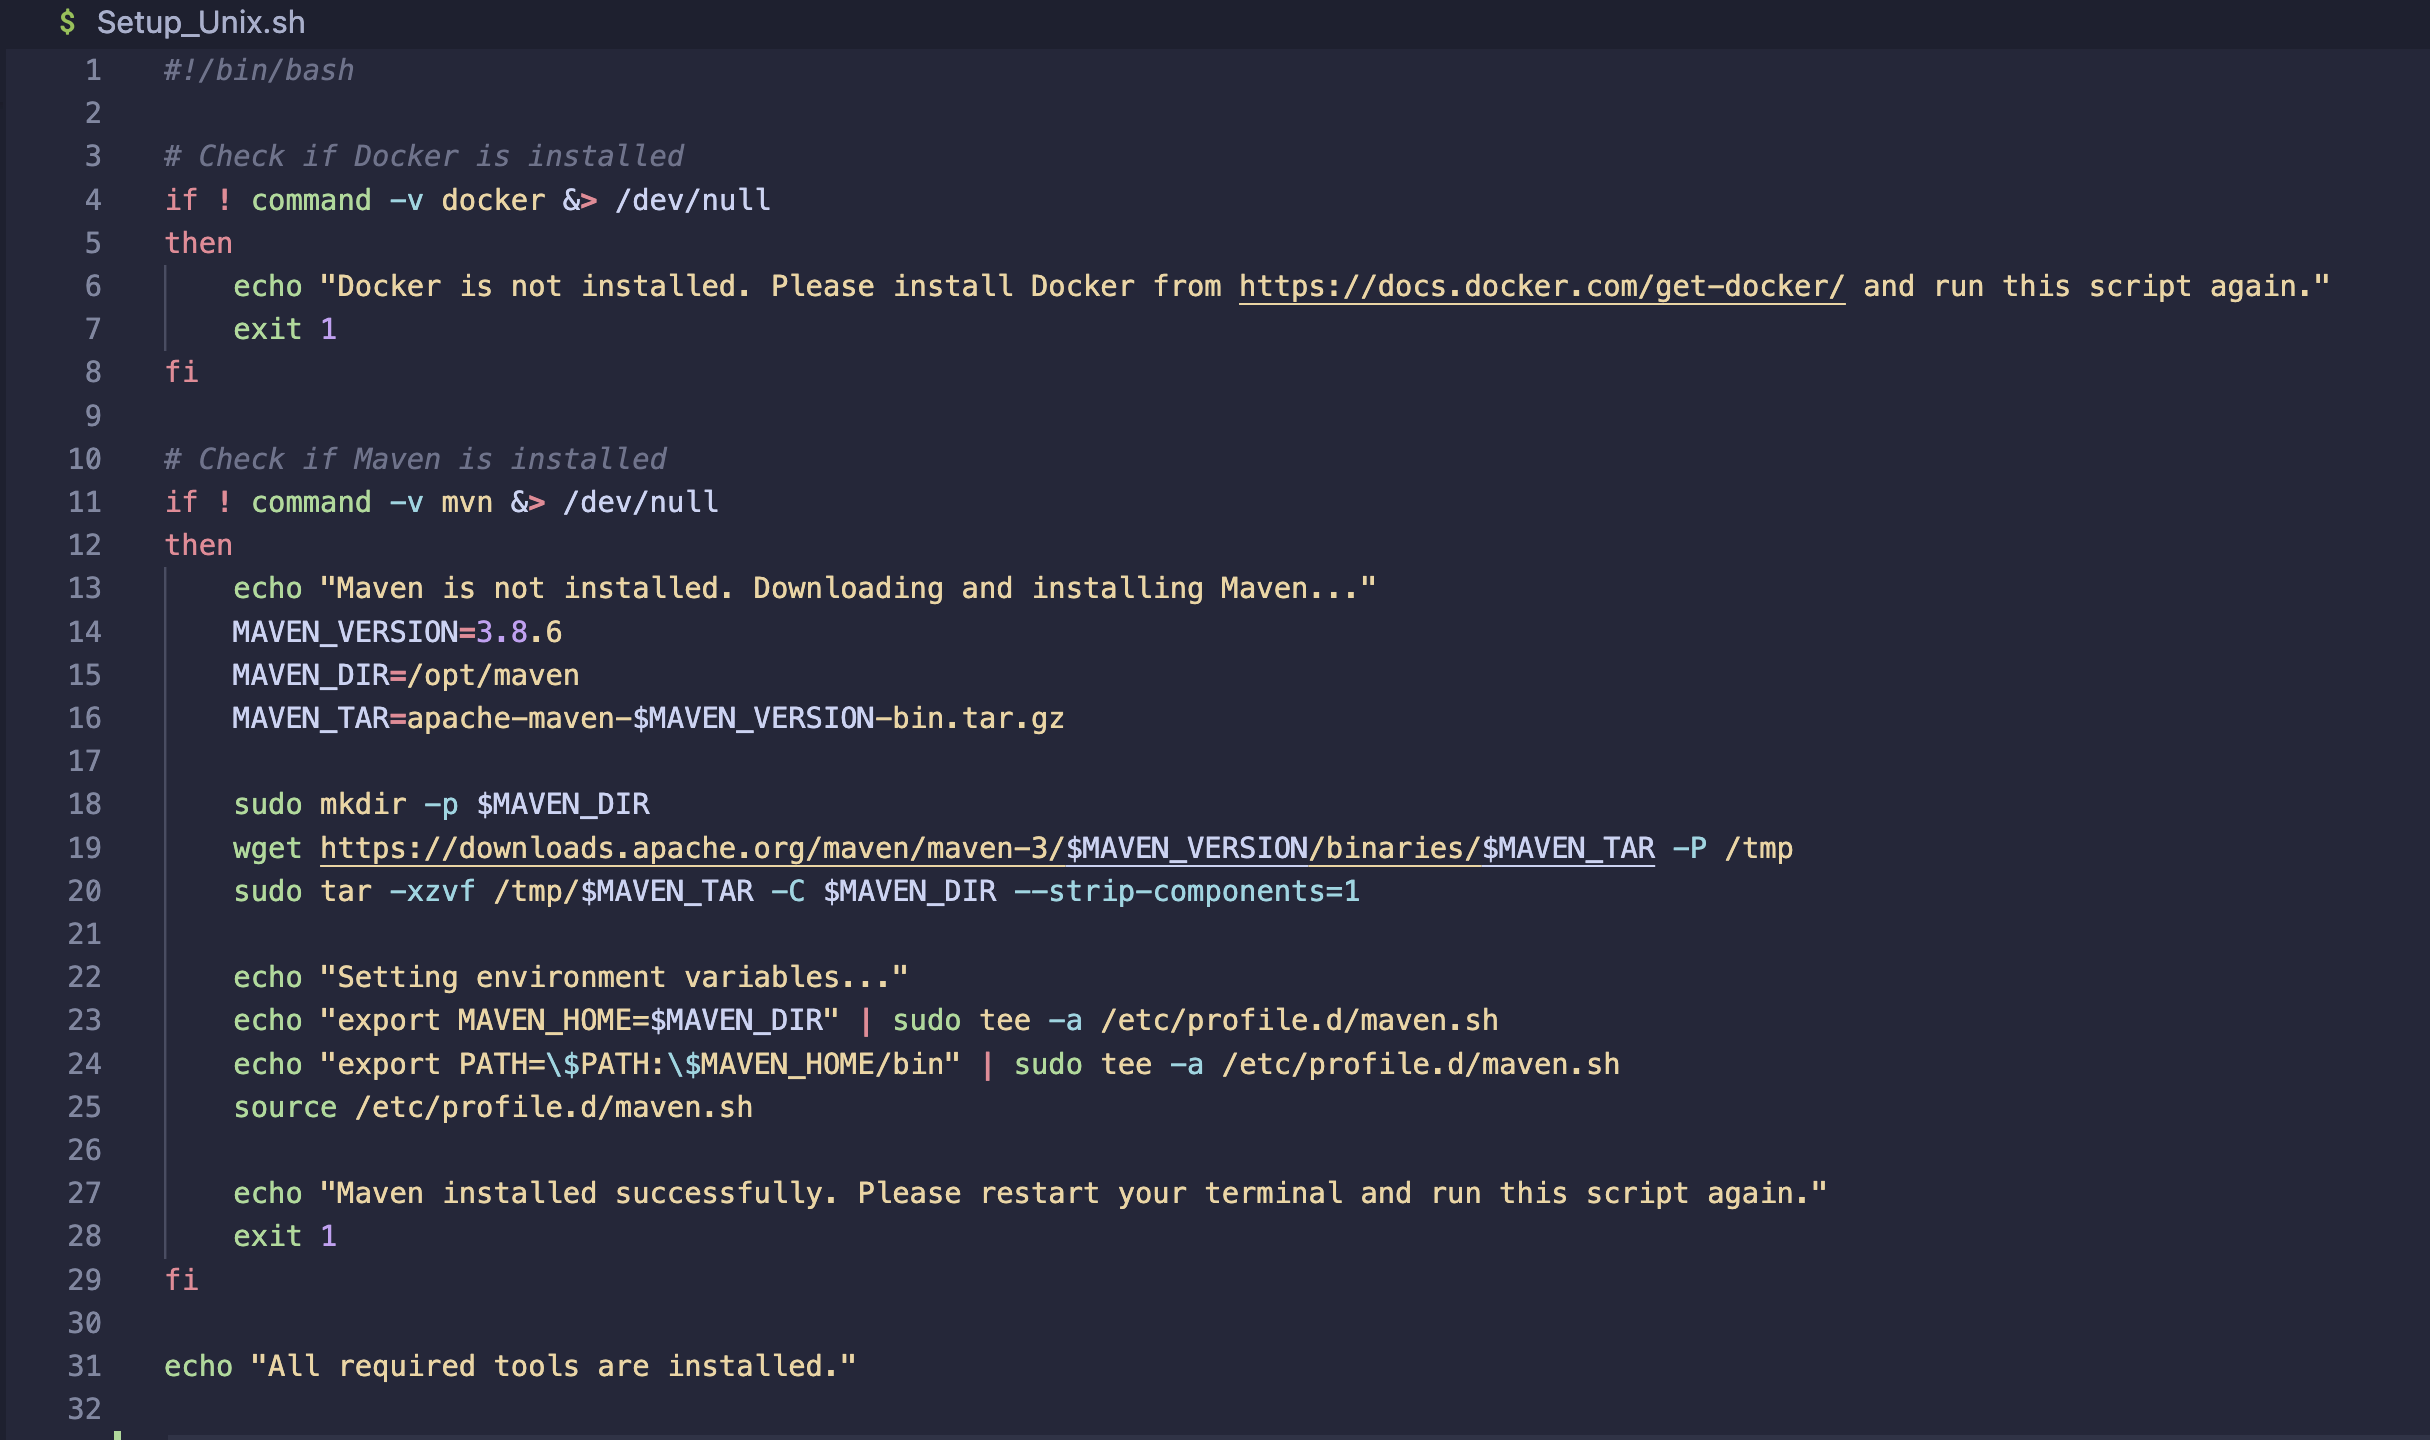 $ Setup_Unix.sh
1 #!/bin/bash
2
3 # Check if Docker is installed
4 if ! command -v docker &> /dev/null
5 then
6     echo "Docker is not installed. Please install Docker from https://docs.docker.com/get-docker/ and run this script again."
7     exit 1
8 fi
9
10 # Check if Maven is installed
11 if ! command -v mvn &> /dev/null
12 then
13     echo "Maven is not installed. Downloading and installing Maven..."
14     MAVEN_VERSION=3.8.6
15     MAVEN_DIR=/opt/maven
16     MAVEN_TAR=apache-maven-$MAVEN_VERSION-bin.tar.gz
17
18     sudo mkdir -p $MAVEN_DIR
19     wget https://downloads.apache.org/maven/maven-3/$MAVEN_VERSION/binaries/$MAVEN_TAR -P /tmp
20     sudo tar -xzvf /tmp/$MAVEN_TAR -C $MAVEN_DIR --strip-components=1
21
22     echo "Setting environment variables..."
23     echo "export MAVEN_HOME=$MAVEN_DIR" | sudo tee -a /etc/profile.d/maven.sh
24     echo "export PATH=\$PATH:\$MAVEN_HOME/bin" | sudo tee -a /etc/profile.d/maven.sh
25     source /etc/profile.d/maven.sh
26
27     echo "Maven installed successfully. Please restart your terminal and run this script again."
28     exit 1
29 fi
30
31 echo "All required tools are installed."
32